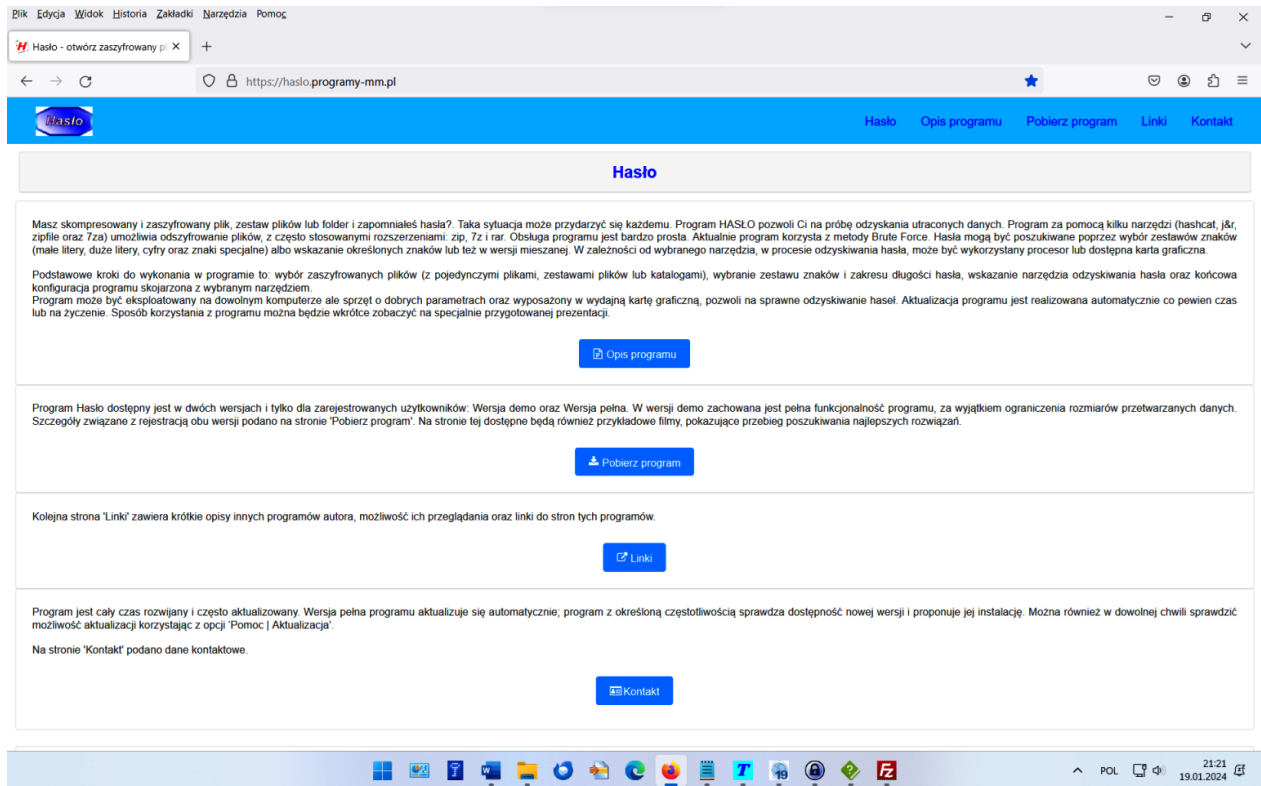 Plik Edycja Widok Historia Zakładki Narzędzia Pomoc
Hasło - otwórz zaszyfrowany pl
https://haslo.programy-mm.pl
Hasło
Hasło Opis programu Pobierz program Linki Kontakt
Hasło
Masz skompresowany i zaszyfrowany plik, zestaw plików lub folder i zapomniałeś hasła?. Taka sytuacja może przydarzyć się każdemu. Program HASŁO pozwoli Ci na próbę odzyskania utraconych danych. Program za pomocą kilku narzędzi (hashcat, j&r,
zipfile oraz 7za) umożliwia odszyfrowanie plików, z często stosowanymi rozszerzeniami: zip, 7z i rar. Obsługa programu jest bardzo prosta. Aktualnie program korzysta z metody Brute Force. Hasła mogą być poszukiwane poprzez wybór zestawów znaków
(małe litery, duże litery, cyfry oraz znaki specjalne) albo wskazanie określonych znaków lub też w wersji mieszanej. W zależności od wybranego narzędzia, w procesie odzyskiwania hasła, może być wykorzystany procesor lub dostępna karta graficzna.
Podstawowe kroki do wykonania w programie to: wybór zaszyfrowanych plików (z pojedynczymi plikami, zestawami plików lub katalogami), wybranie zestawu znaków i zakresu długości hasła, wskazanie narzędzia odzyskiwania hasła oraz końcowa
konfiguracja programu skojarzona z wybranym narzędziem.
Program może być eksploatowany na dowolnym komputerze ale sprzęt o dobrych parametrach oraz wyposażony w wydajną kartę graficzną, pozwoli na sprawne odzyskiwanie haseł. Aktualizacja programu jest realizowana automatycznie co pewien czas
lub na życzenie. Sposób korzystania z programu można będzie wkrótce zobaczyć na specjalnie przygotowanej prezentacji.
Opis programu
Program Hasło dostępny jest w dwóch wersjach i tylko dla zarejestrowanych użytkowników: Wersja demo oraz Wersja pełna. W wersji demo zachowana jest pełna funkcjonalność programu, za wyjątkiem ograniczenia rozmiarów przetwarzanych danych.
Szczegóły związane z rejestracją obu wersji podano na stronie 'Pobierz program'. Na stronie tej dostępne będą również przykładowe filmy, pokazujące przebieg poszukiwania najlepszych rozwiązań.
Pobierz program
Kolejna strona 'Linki' zawiera krótkie opisy innych programów autora, możliwość ich przeglądania oraz linki do stron tych programów.
Linki
Program jest cały czas rozwijany i często aktualizowany. Wersja pełna programu aktualizuje się automatycznie; program z określoną częstotliwością sprawdza dostępność nowej wersji i proponuje jej instalację. Można również w dowolnej chwili sprawdzić
możliwość aktualizacji korzystając z opcji 'Pomoc | Aktualizacja'.
Na stronie 'Kontakt' podano dane kontaktowe.
Kontakt
POL 21:21
19.01.2024